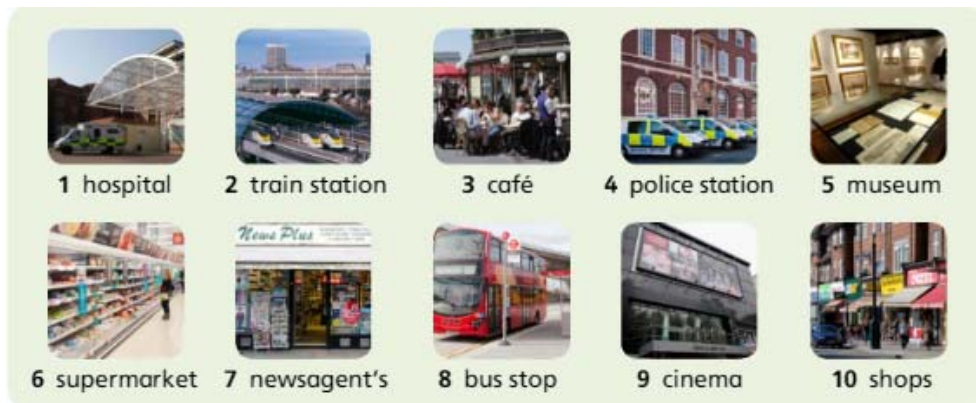 1 hospital
2 train station
3 café
4 police station
5 museum
News Plus
6 supermarket
7 newsagent's
8 bus stop
9 cinema
10 shops